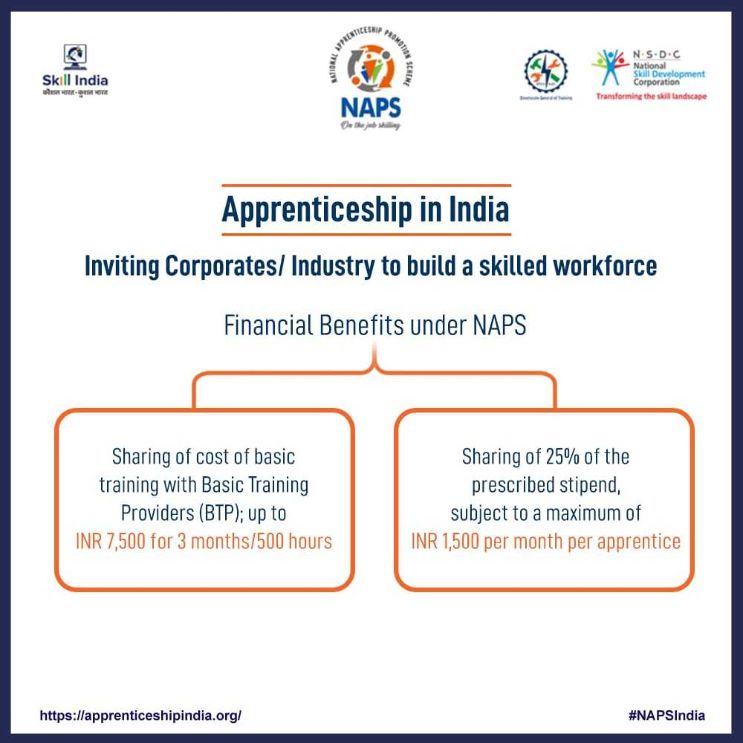 Skill India
कौशल भारत - कुशल भारत
NATIONAL APPRENTICESHIP PROMOTION SCHEME
NAPS
On the job skilling
Directorate General of Training
N·S·D·C
National
Skill Development
Corporation
Transforming the skill landscape
Apprenticeship in India
Inviting Corporates/ Industry to build a skilled workforce
Financial Benefits under NAPS
Sharing of cost of basic
training with Basic Training
Providers (BTP); up to
INR 7,500 for 3 months/500 hours
Sharing of 25% of the
prescribed stipend,
subject to a maximum of
INR 1,500 per month per apprentice
https://apprenticeshipindia.org/
#NAPSIndia